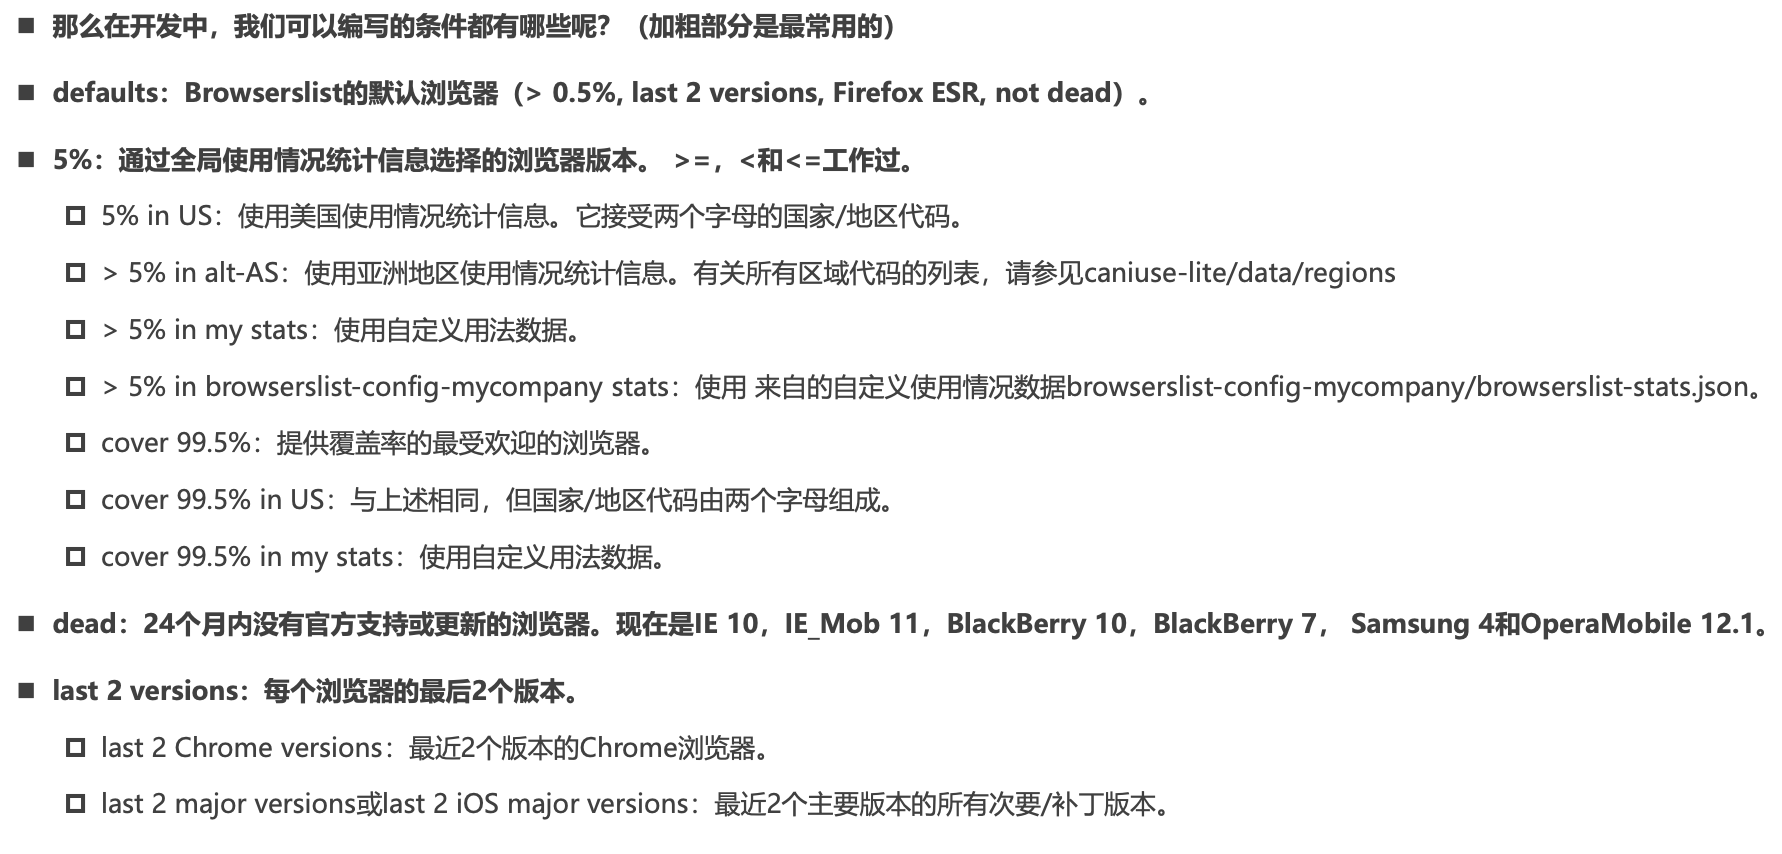 ■ 那么在开发中，我们可以编写的条件都有哪些呢？（加粗部分是最常用的）
■ defaults：Browserslist的默认浏览器（> 0.5%, last 2 versions, Firefox ESR, not dead）。
■ 5%：通过全局使用情况统计信息选择的浏览器版本。 >=，<和<=工作过。
□ 5% in US：使用美国使用情况统计信息。它接受两个字母的国家/地区代码。
□ > 5% in alt-AS：使用亚洲地区使用情况统计信息。有关所有区域代码的列表，请参见caniuse-lite/data/regions
□ > 5% in my stats：使用自定义用法数据。
□ > 5% in browserslist-config-mycompany stats：使用 来自的自定义使用情况数据browserslist-config-mycompany/browserslist-stats.json。
□ cover 99.5%：提供覆盖率的最受欢迎的浏览器。
□ cover 99.5% in US：与上述相同，但国家/地区代码由两个字母组成。
□ cover 99.5% in my stats：使用自定义用法数据。
■ dead：24个月内没有官方支持或更新的浏览器。现在是IE 10，IE_Mob 11，BlackBerry 10，BlackBerry 7， Samsung 4和OperaMobile 12.1。
■ last 2 versions：每个浏览器的最后2个版本。
□ last 2 Chrome versions：最近2个版本的Chrome浏览器。
□ last 2 major versions或last 2 iOS major versions：最近2个主要版本的所有次要/补丁版本。